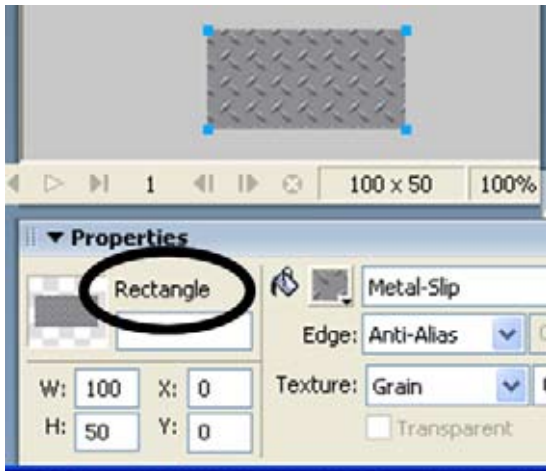 1 100 x 50 100%
Properties
Rectangle Metal-Slip
Edge: Anti-Alias
W: 100 X: 0 Texture: Grain
H: 50 Y: 0 Transparent